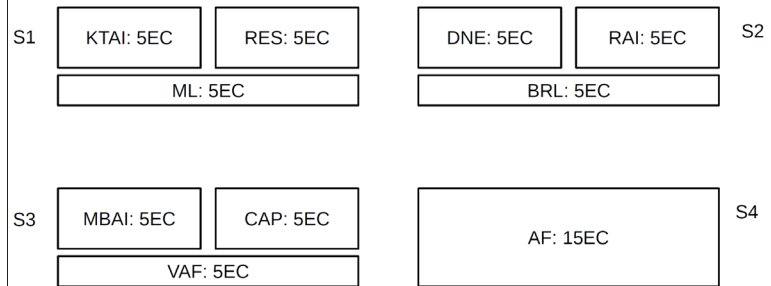 S1
KTAI: 5EC
RES: 5EC
ML: 5EC
DNE: 5EC
RAI: 5EC
S2
BRL: 5EC
S3
MBAI: 5EC
CAP: 5EC
VAF: 5EC
AF: 15EC
S4